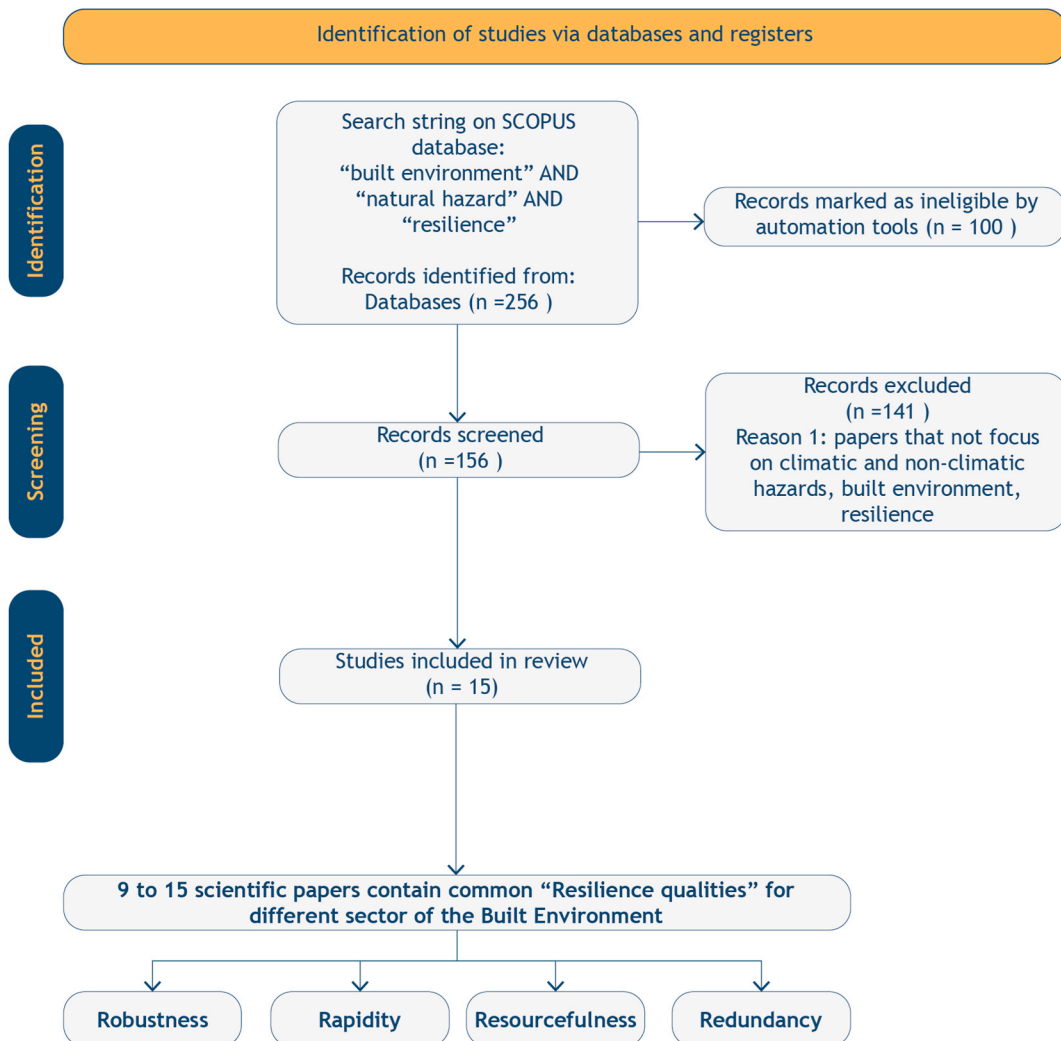 Identification of studies via databases and registers
Identification
Search string on SCOPUS
database:
“built environment” AND
“natural hazard” AND
“resilience”
Records identified from:
Databases (n =256 )
Records marked as ineligible by
automation tools (n = 100 )
Screening
Records screened
(n =156 )
Records excluded
(n =141 )
Reason 1: papers that not focus
on climatic and non-climatic
hazards, built environment,
resilience
Included
Studies included in review
(n = 15)
9 to 15 scientific papers contain common “Resilience qualities” for
different sector of the Built Environment
Robustness
Rapidity
Resourcefulness
Redundancy